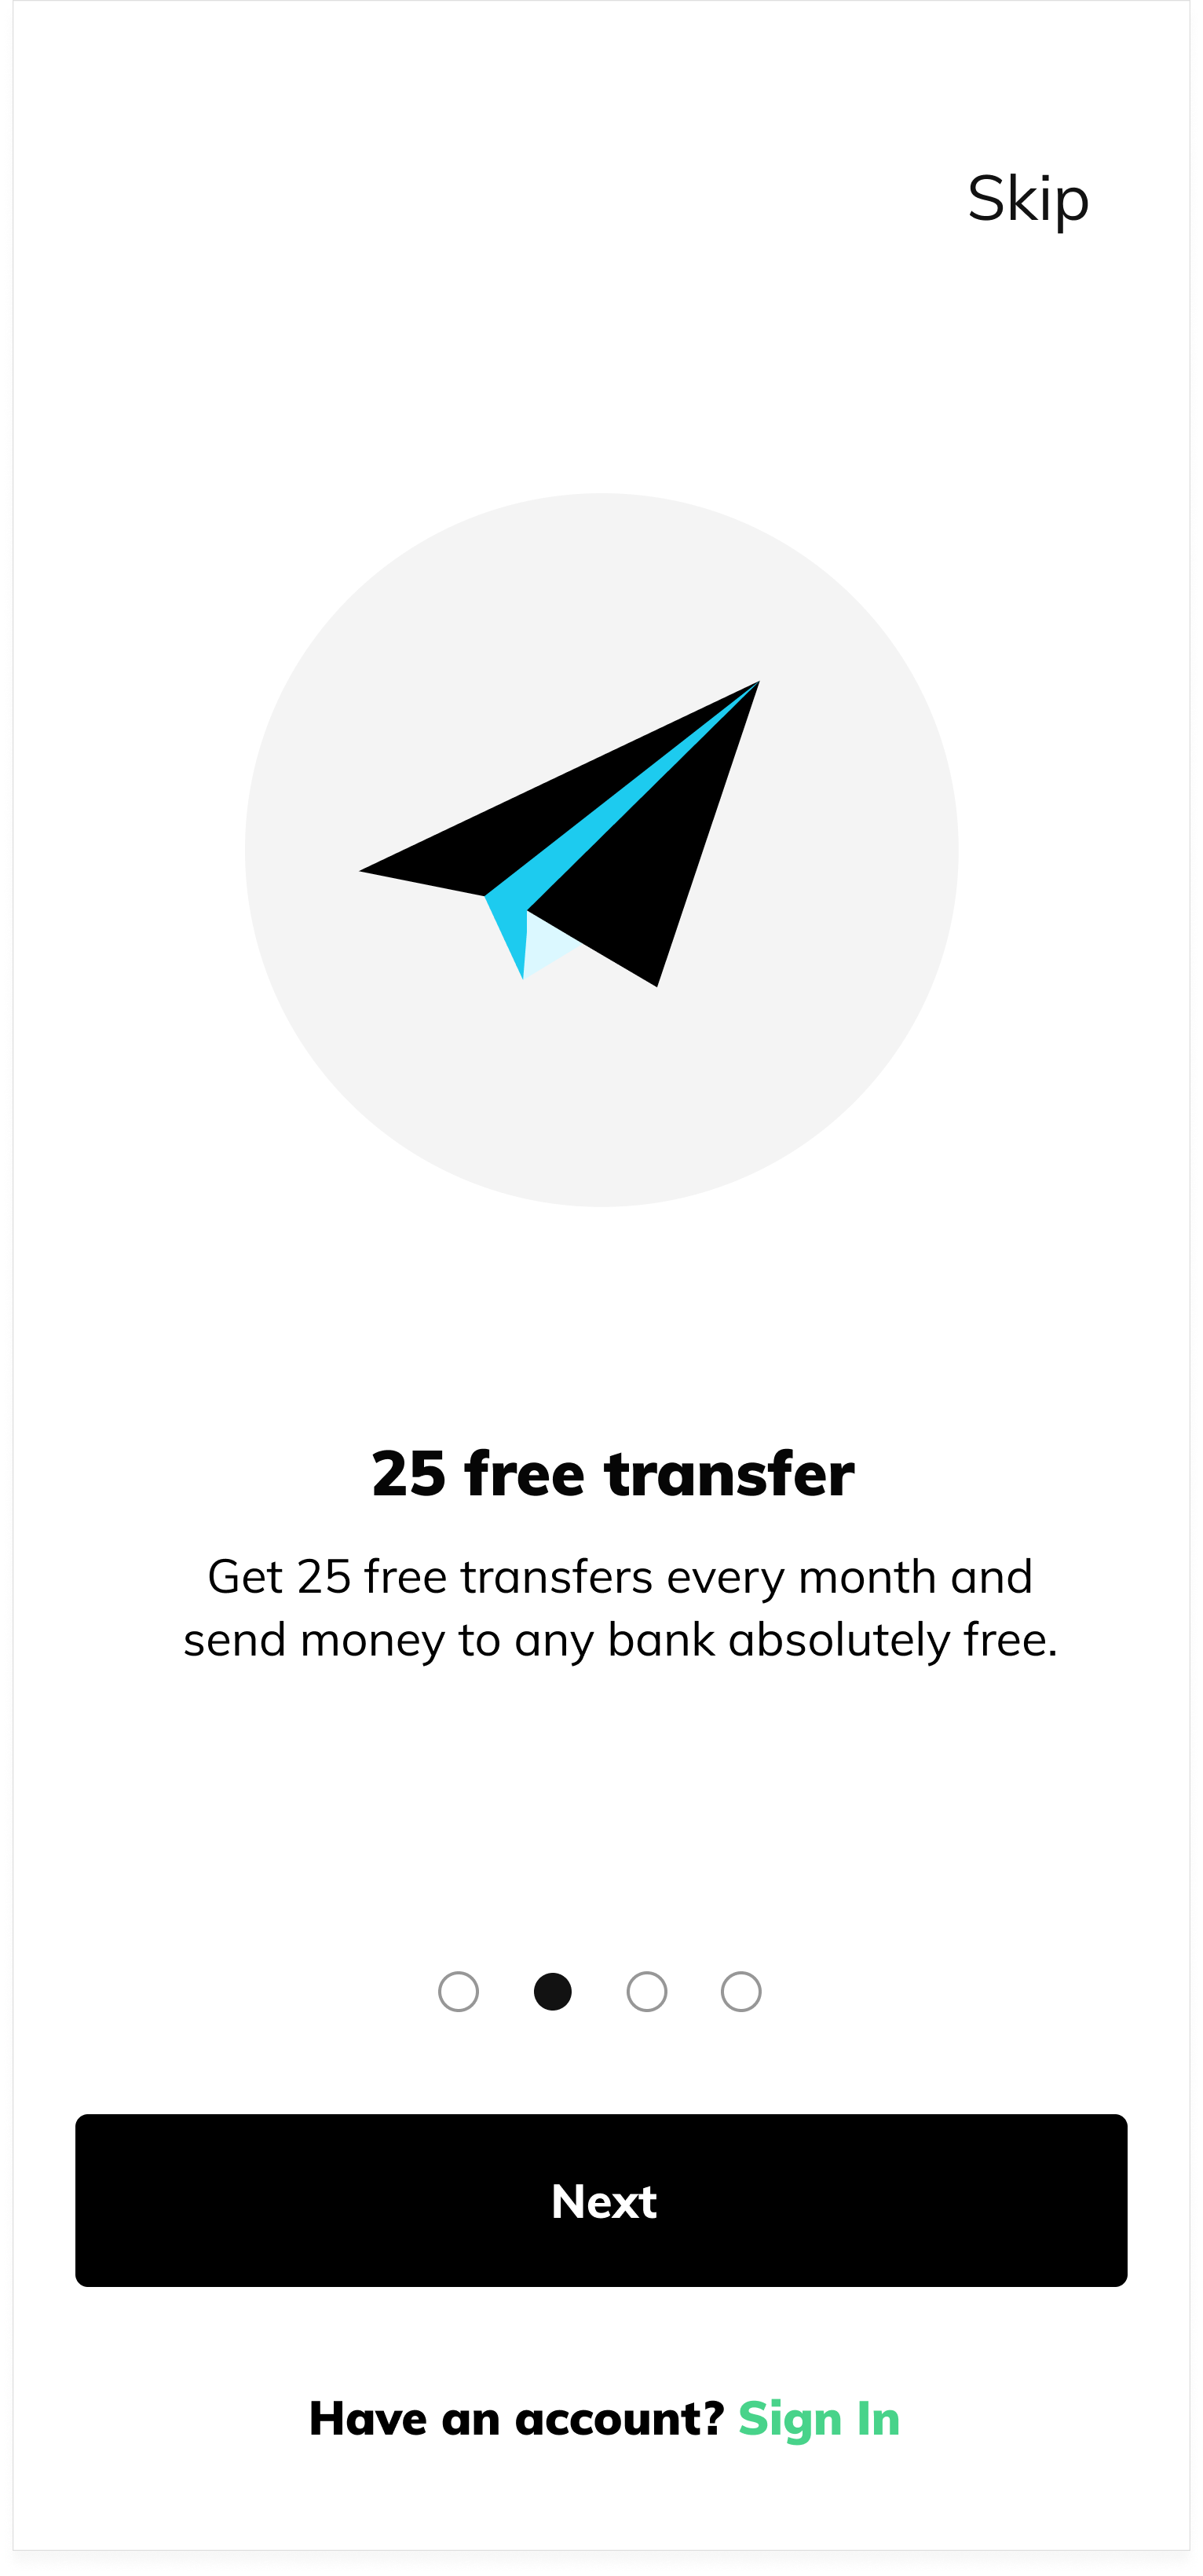 Skip
25 free transfer
Get 25 free transfers every month and
send money to any bank absolutely free.
Next
Have an account? Sign In